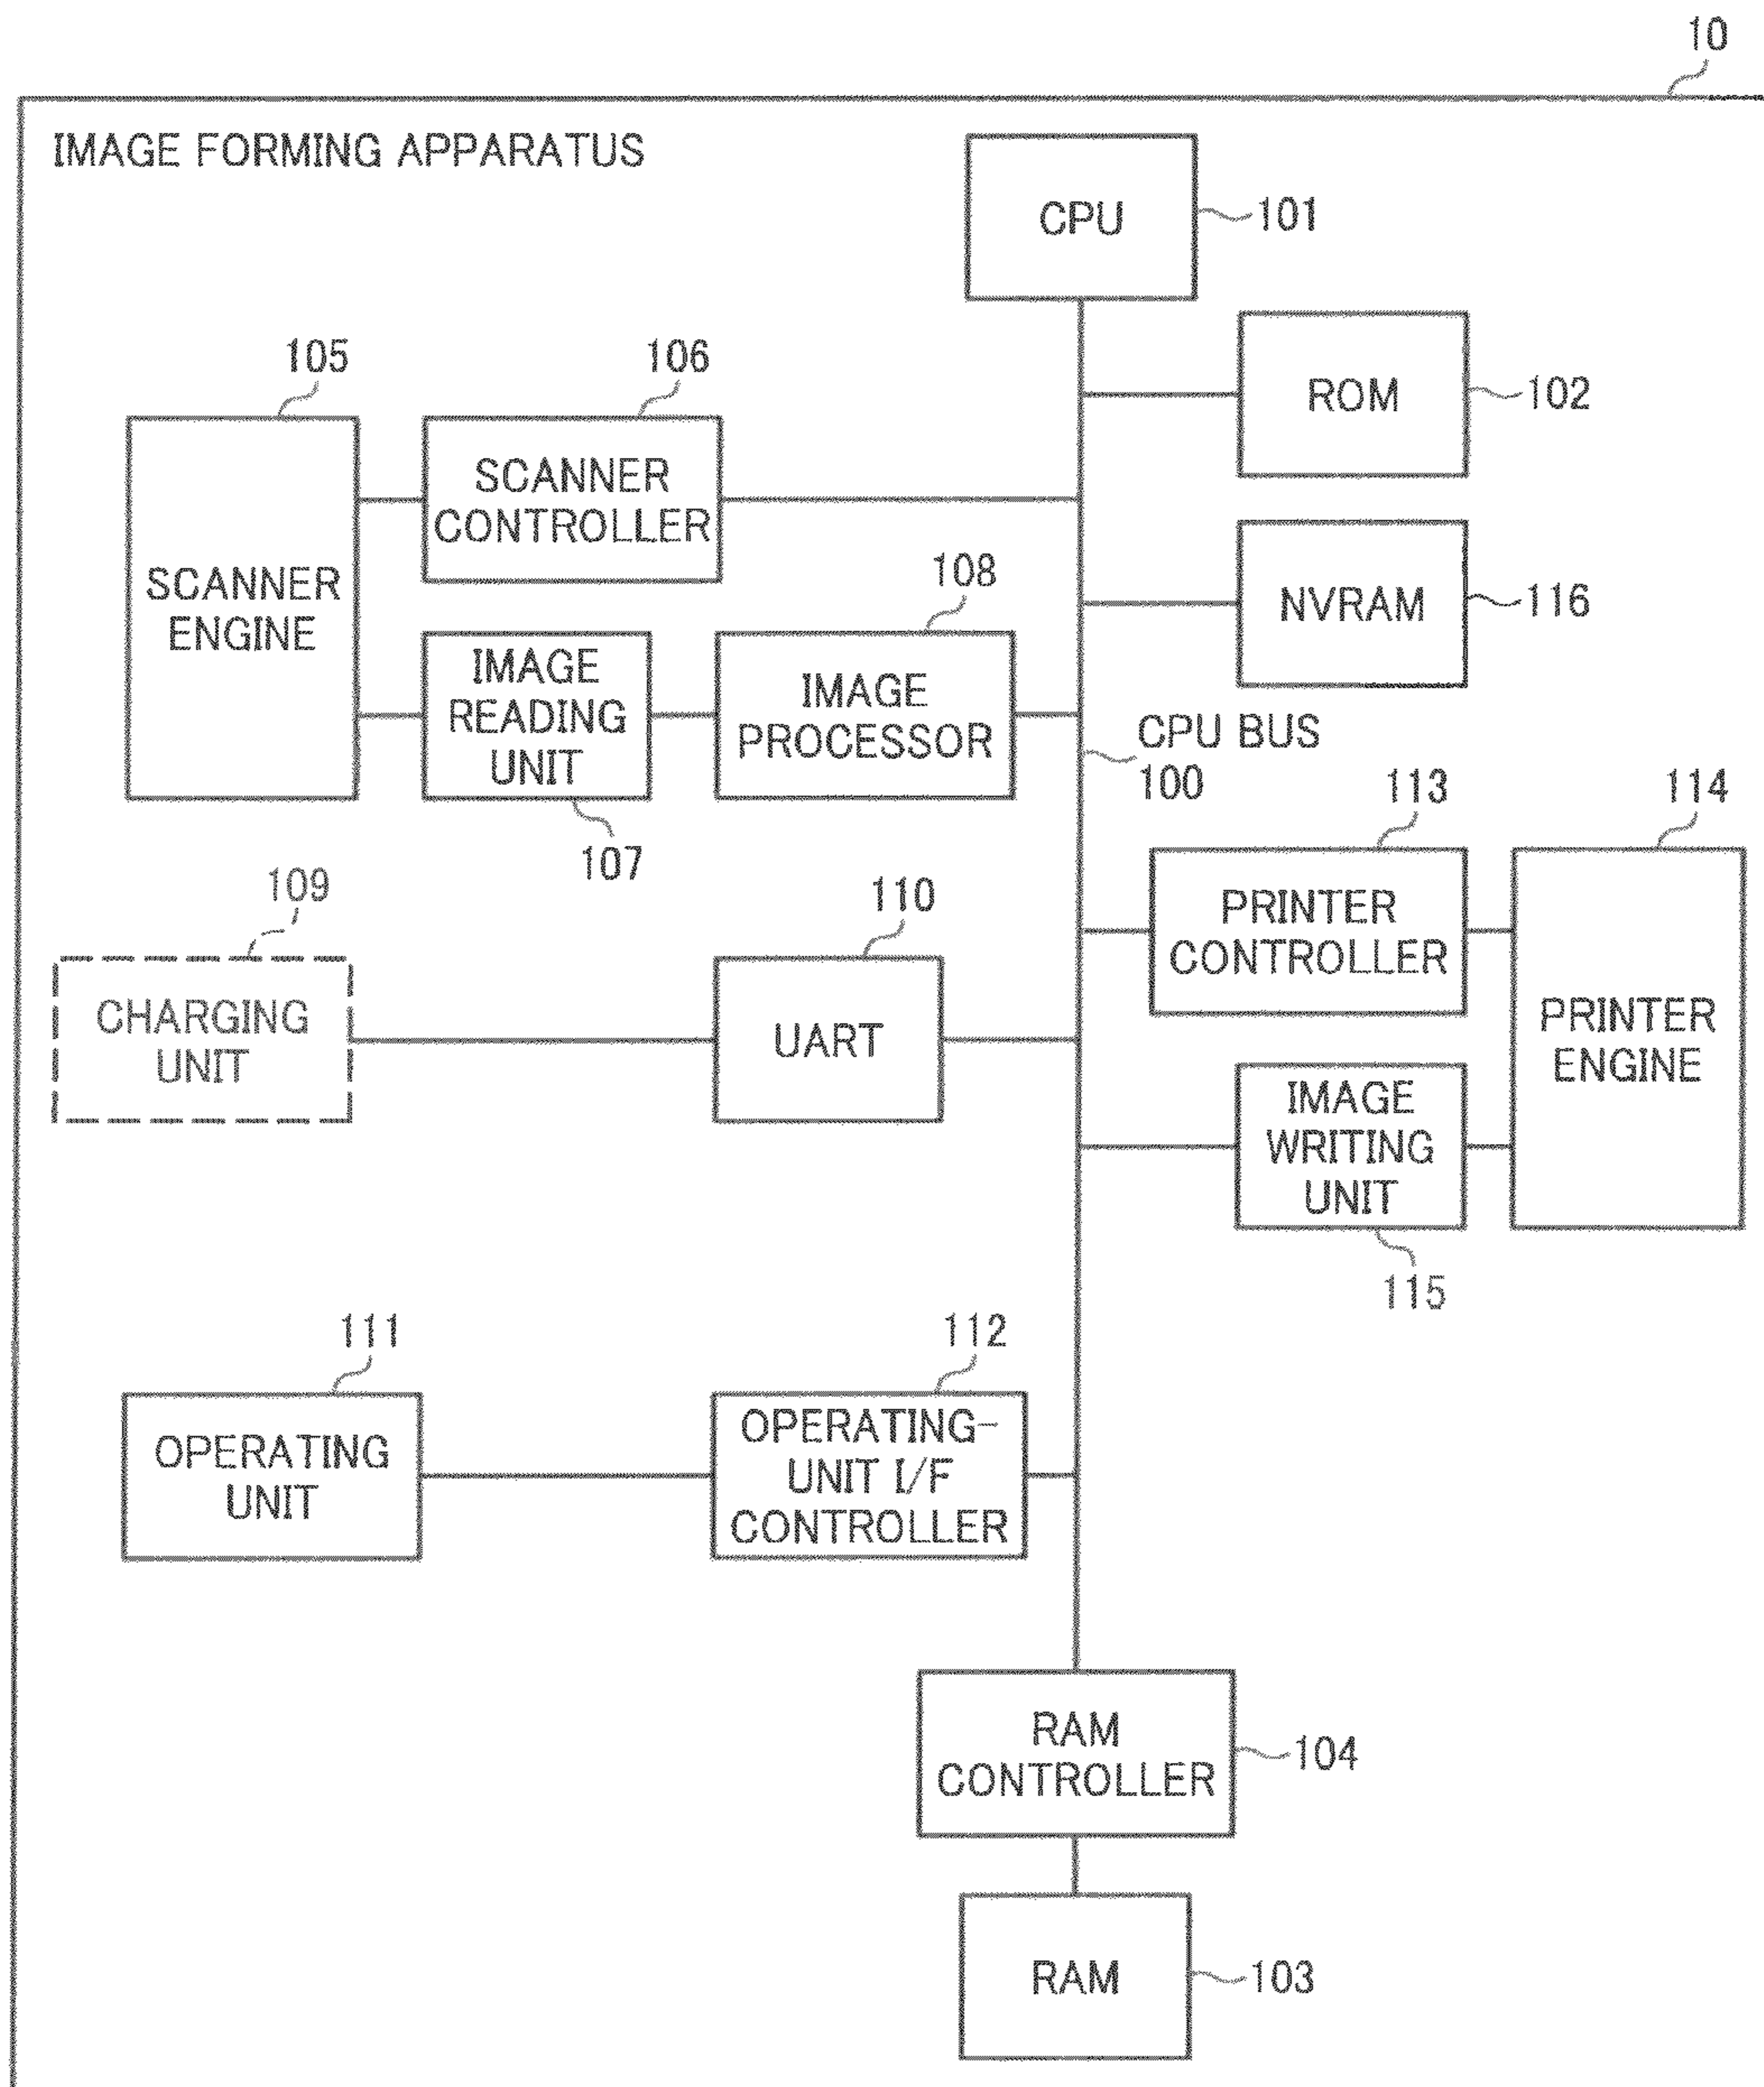 10
IMAGE FORMING APPARATUS
CPU
101
ROM
102
105
106
SCANNER
CONTROLLER
SCANNER
ENGINE
NVRAM
116
108
IMAGE
READING
UNIT
107
IMAGE
PROCESSOR
CPU BUS
100
113
114
PRINTER
CONTROLLER
PRINTER
ENGINE
109
CHARGING
UNIT
110
UART
IMAGE
WRITING
UNIT
115
111
OPERATING
UNIT
112
OPERATING-
UNIT I/F
CONTROLLER
RAM
CONTROLLER
104
RAM
103